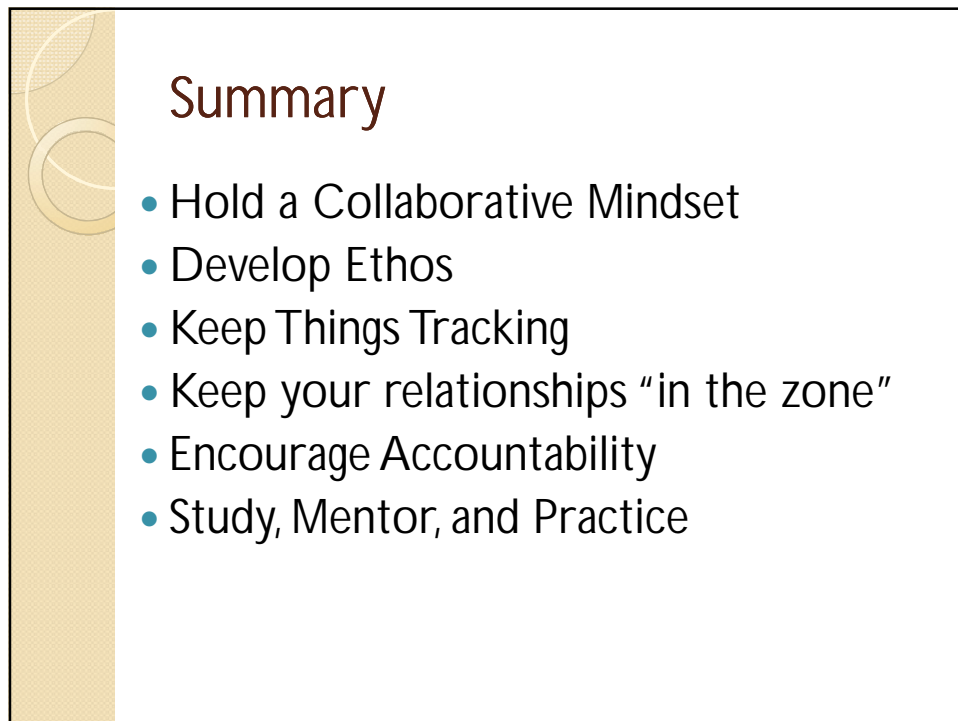 Summary
• Hold a Collaborative Mindset
• Develop Ethos
• Keep Things Tracking
• Keep your relationships “in the zone”
• Encourage Accountability
• Study, Mentor, and Practice